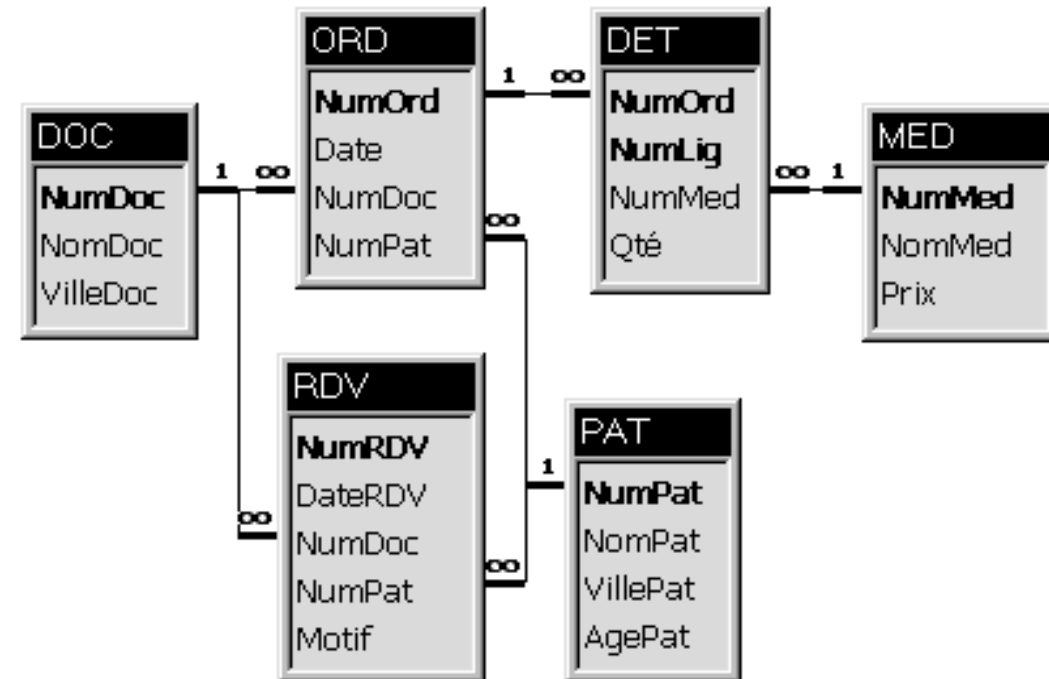 DOC
NumDoc
NomDoc
VilleDoc
1 ∞
ORD
NumOrd
Date
NumDoc
NumPat
1 ∞
DET
NumOrd
NumLig
NumMed
Qté
∞ 1
MED
NumMed
NomMed
Prix
∞
∞
RDV
NumRDV
DateRDV
NumDoc
NumPat
Motif
∞
1
PAT
NumPat
NomPat
VillePat
AgePat